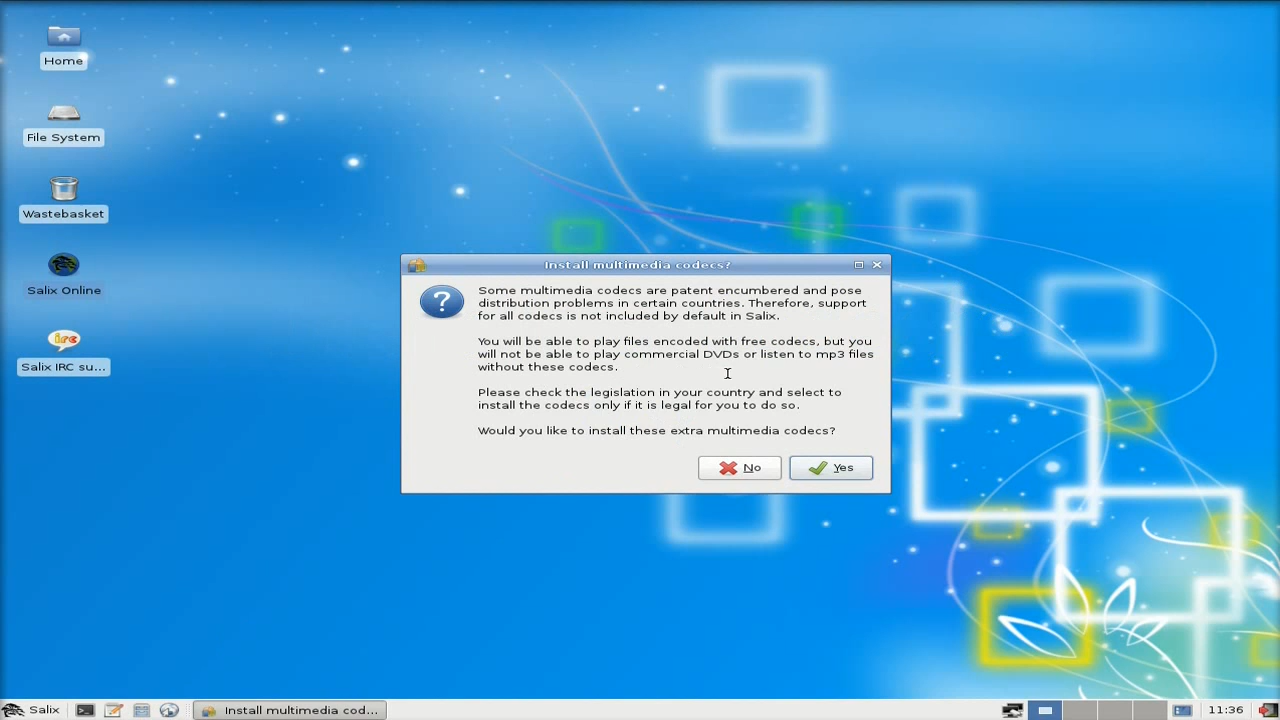 Home
File System
Wastebasket
Salix Online
irc
Salix IRC su...
Install multimedia codecs?
?
Some multimedia codecs are patent encumbered and pose
distribution problems in certain countries. Therefore, support
for all codecs is not included by default in Salix.
You will be able to play files encoded with free codecs, but you
will not be able to play commercial DVDs or listen to mp3 files
without these codecs.
Please check the legislation in your country and select to
install the codecs only if it is legal for you to do so.
Would you like to install these extra multimedia codecs?
No
Yes
Salix
Install multimedia cod...
11:36